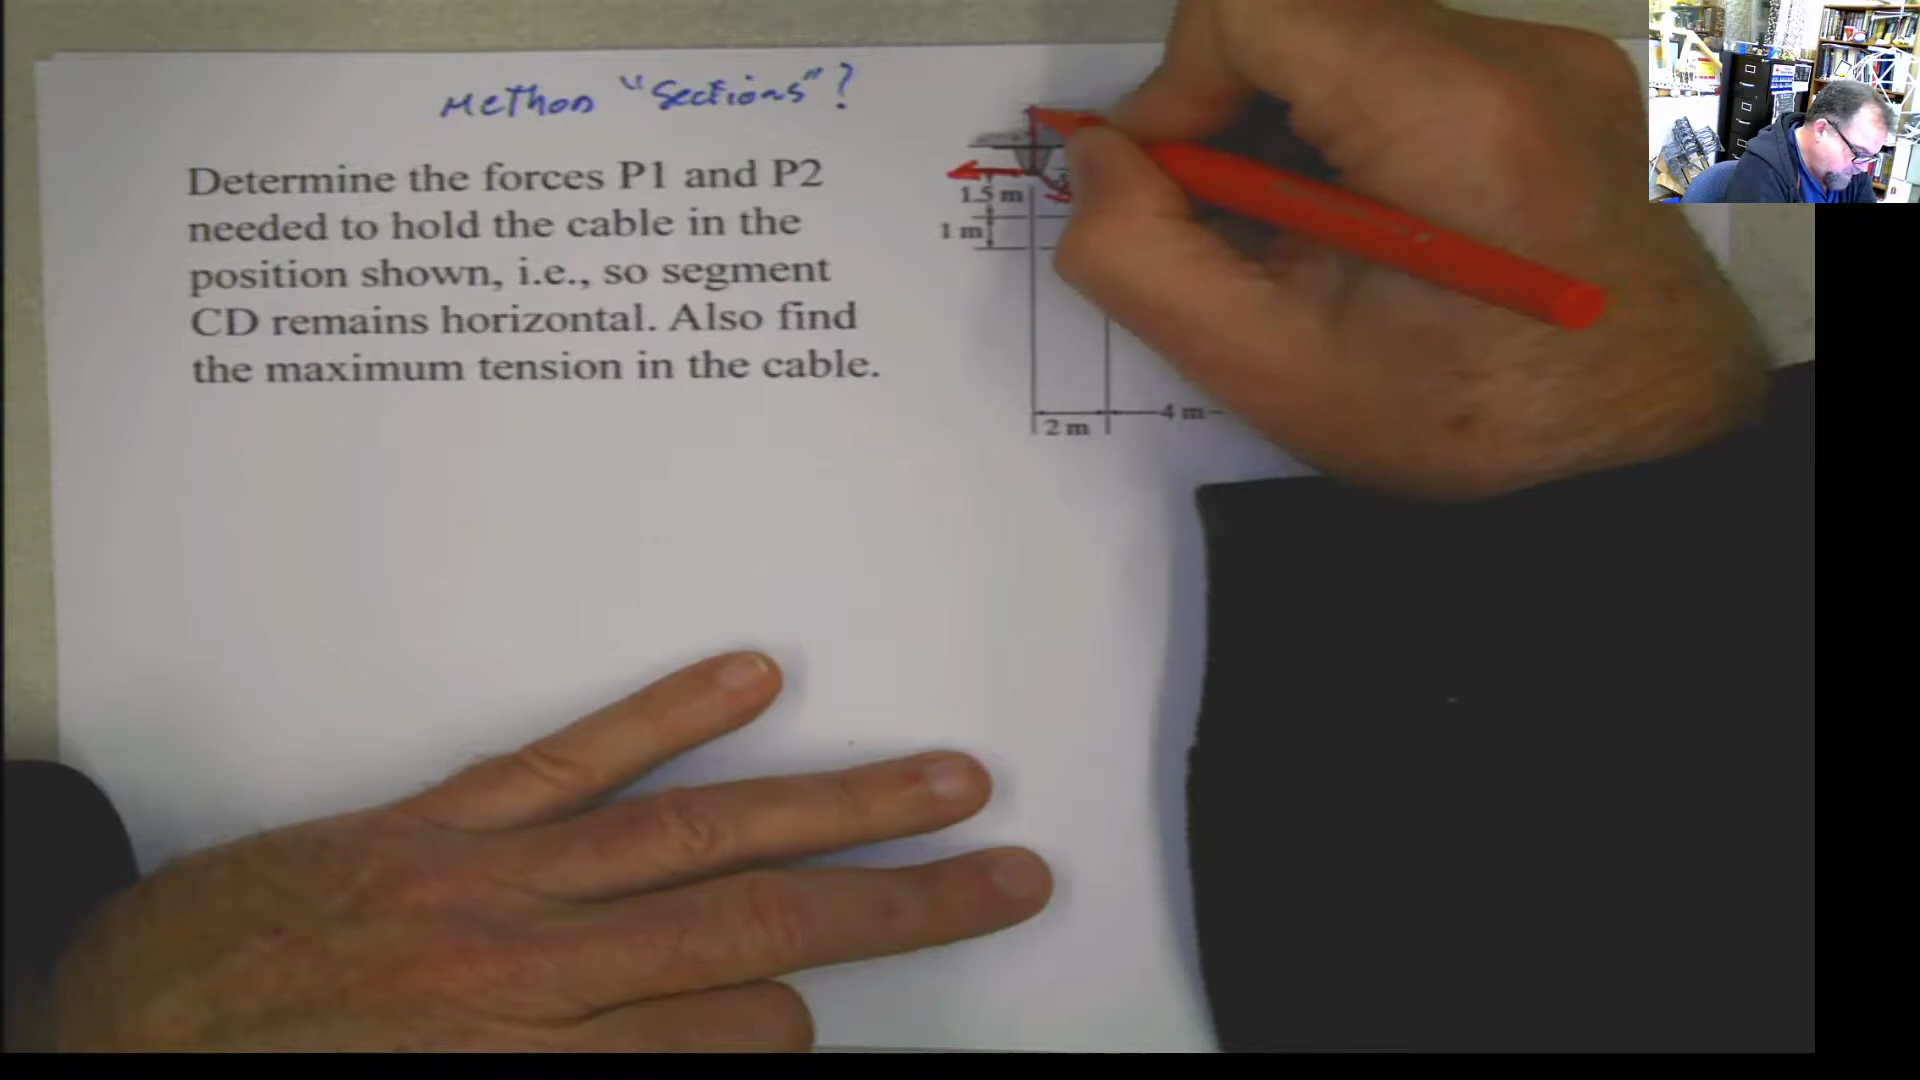 Method "Sections"?
Determine the forces P1 and P2
needed to hold the cable in the
position shown, i.e., so segment
CD remains horizontal. Also find
the maximum tension in the cable.
1.5 m
1 m
2 m
4 m